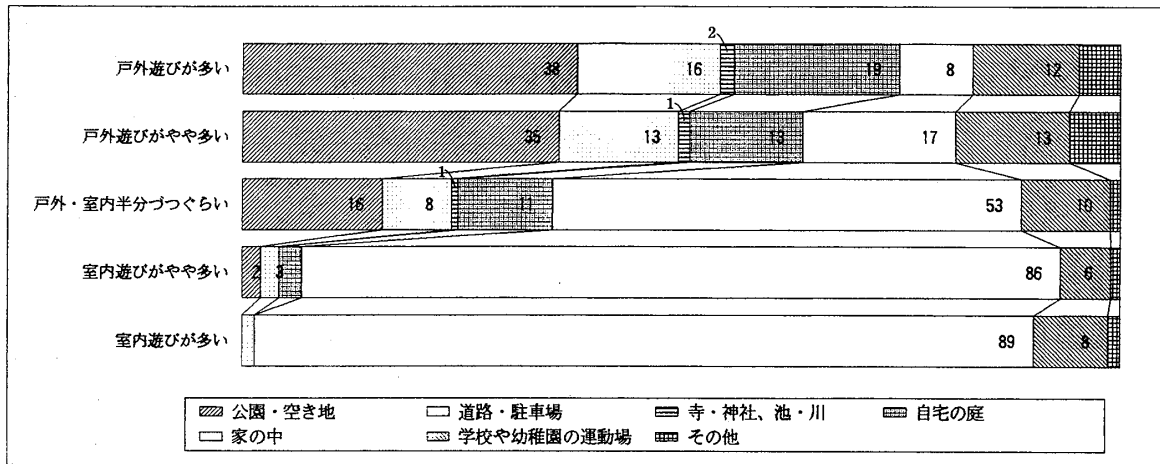 2
戸外遊びが多い 38 16 19 8 12
1
戸外遊びがやや多い 35 13 13 17 13
1
戸外・室内半分づつぐらい 16 8 11 53 10
室内遊びがやや多い 2 3 86 6
室内遊びが多い 89 8
公園・空き地 道路・駐車場 寺・神社、池・川 自宅の庭
家の中 学校や幼稚園の運動場 その他